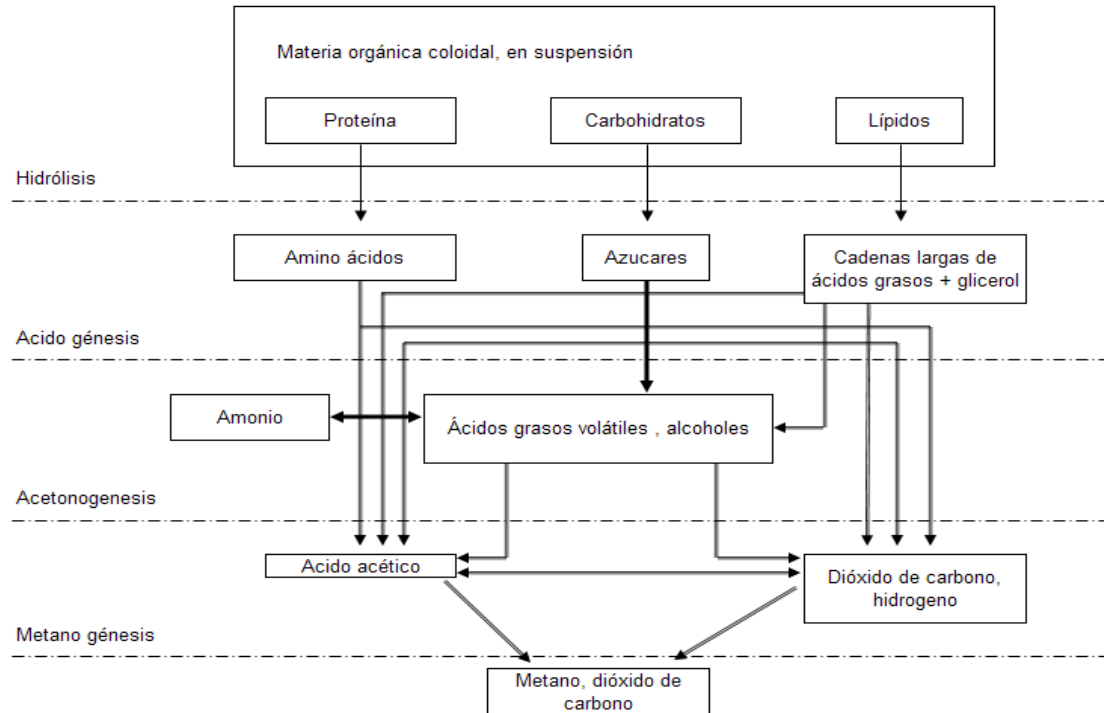 Materia orgánica coloidal, en suspensión
Proteína
Carbohidratos
Lípidos
Hidrólisis
Amino ácidos
Azucares
Cadenas largas de
ácidos grasos + glicerol
Acido génesis
Amonio
Ácidos grasos volátiles , alcoholes
Acetonogenesis
Acido acético
Dióxido de carbono,
hidrogeno
Metano génesis
Metano, dióxido de
carbono